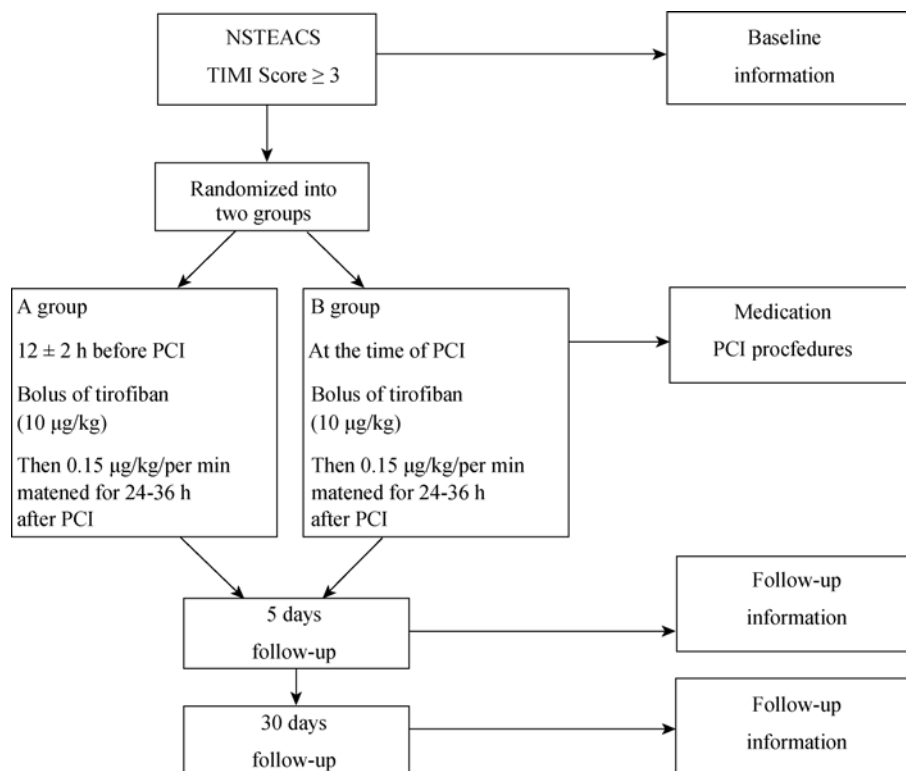 NSTEACS
TIMI Score ≥ 3
Baseline
information
Randomized into
two groups
A group
12 ± 2 h before PCI
Bolus of tirofiban
(10 μg/kg)
Then 0.15 μg/kg/per min
matened for 24-36 h
after PCI
B group
At the time of PCI
Bolus of tirofiban
(10 μg/kg)
Then 0.15 μg/kg/per min
matened for 24-36 h
after PCI
Medication
PCI procfedures
5 days
follow-up
Follow-up
information
30 days
follow-up
Follow-up
information